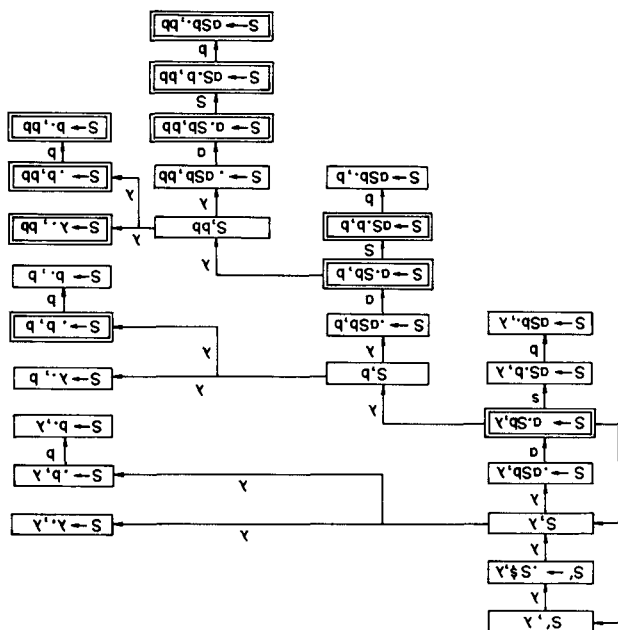 S', λ
λ
S' → .S $, λ
λ
λ
S, λ
S → λ., λ
λ
λ
S → .aSb, λ
S → .b, λ
a
b
S → a.Sb, λ
S → b., λ
λ
s
λ
S → aS.b, λ
S, b
S → λ., b
λ
λ
b
S → aSb., λ
S → .aSb, b
S → .b, b
a
b
S → a.Sb, b
S → b., b
λ
S
λ
S → aS.b, b
S, bb
S → λ., bb
b
λ
λ
S → aSb., b
S → .aSb, bb
S → .b, bb
a
b
S → a.Sb, bb
S → b., bb
S
S → aS.b, bb
b
S → aSb., bb